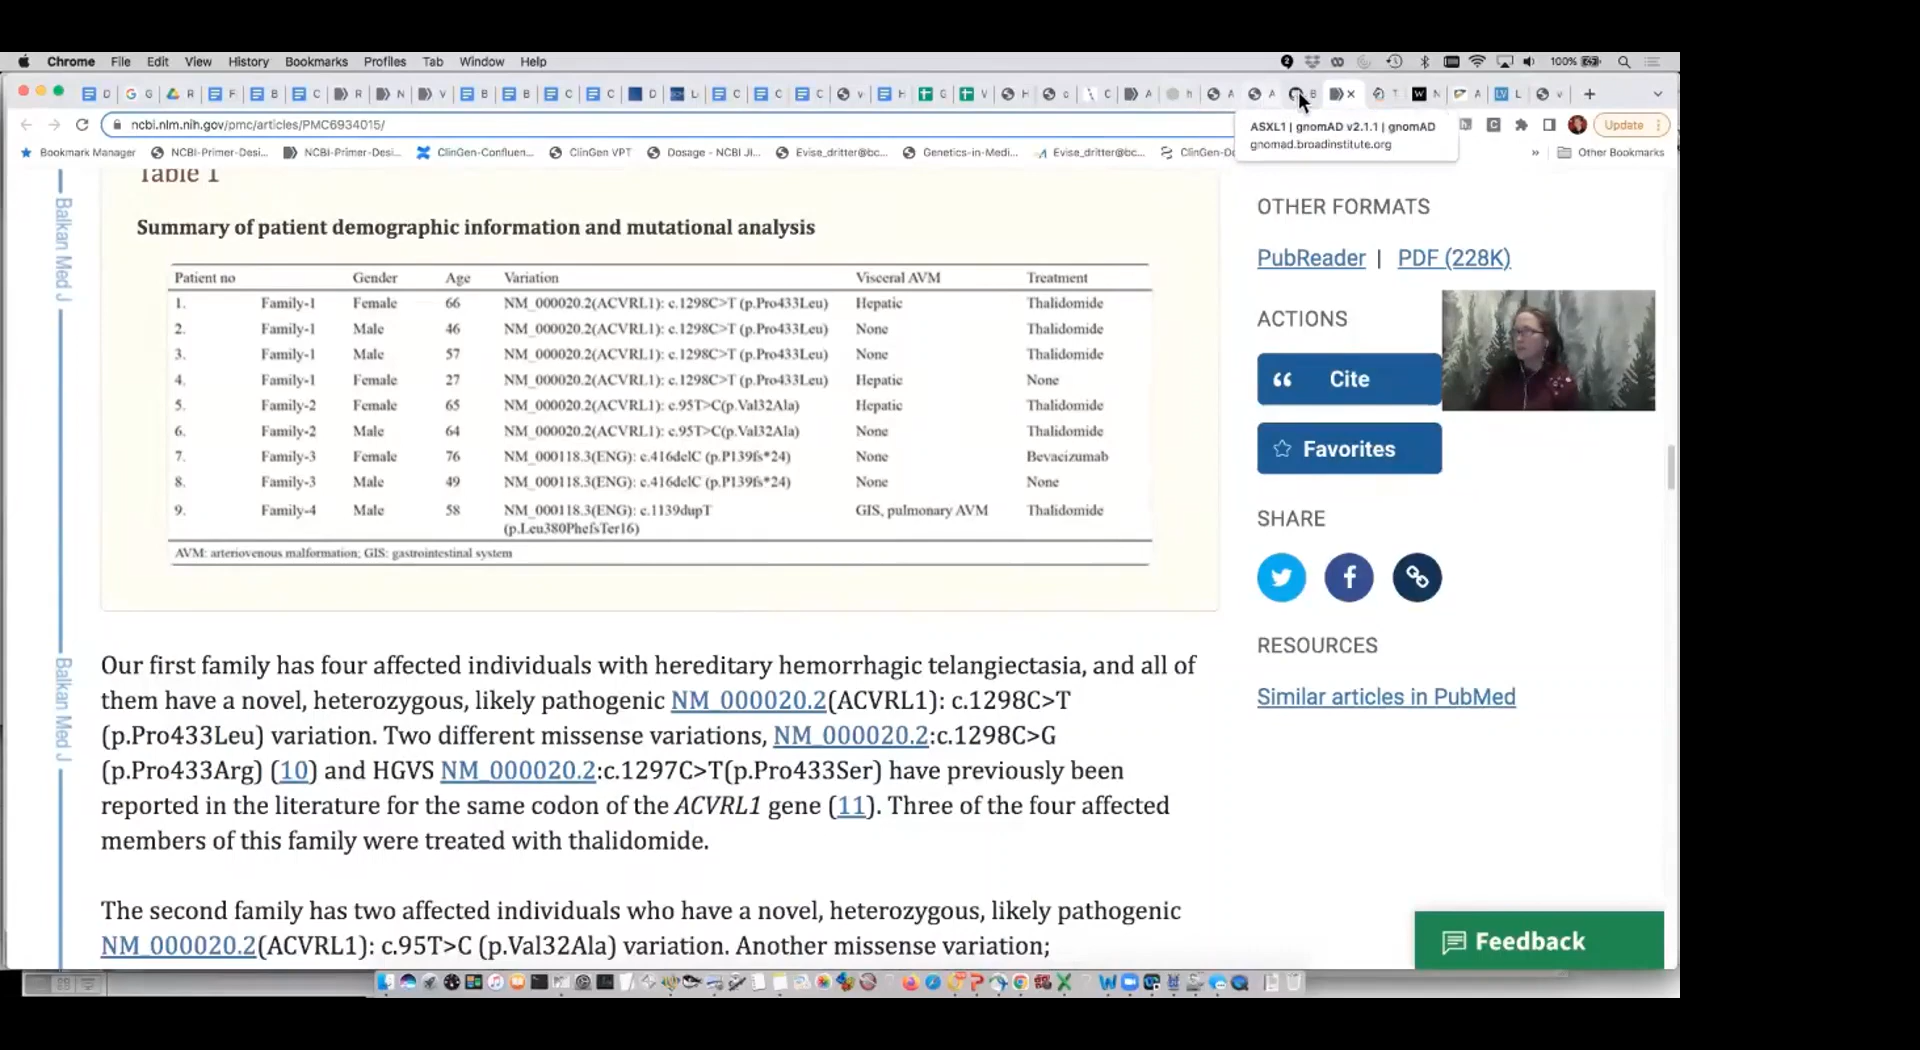 Chrome File Edit View History Bookmarks Profiles Tab Window Help 100%
ncbi.nlm.nih.gov/pmc/articles/PMC6934015/
Update
ASXL1 | gnomAD v2.1.1 | gnomAD
gnomad.broadinstitute.org
Bookmark Manager NCBI-Primer-Desi... NCBI-Primer-Desi... ClinGen-Confluen... ClinGen VPT Dosage - NCBI JI... Evise_dritter@bc... Genetics-in-Medi... Evise_dritter@bc... ClinGen-Do » Other Bookmarks
Table 1
Summary of patient demographic information and mutational analysis
Patient no Gender Age Variation Visceral AVM Treatment
1. Family-1 Female 66 NM_000020.2(ACVRL1): c.1298C>T (p.Pro433Leu) Hepatic Thalidomide
2. Family-1 Male 46 NM_000020.2(ACVRL1): c.1298C>T (p.Pro433Leu) None Thalidomide
3. Family-1 Male 57 NM_000020.2(ACVRL1): c.1298C>T (p.Pro433Leu) None Thalidomide
4. Family-1 Female 27 NM_000020.2(ACVRL1): c.1298C>T (p.Pro433Leu) Hepatic None
5. Family-2 Female 65 NM_000020.2(ACVRL1): c.95T>C(p.Val32Ala) Hepatic Thalidomide
6. Family-2 Male 64 NM_000020.2(ACVRL1): c.95T>C(p.Val32Ala) None Thalidomide
7. Family-3 Female 76 NM_000118.3(ENG): c.416delC (p.P139fs*24) None Bevacizumab
8. Family-3 Male 49 NM_000118.3(ENG): c.416delC (p.P139fs*24) None None
9. Family-4 Male 58 NM_000118.3(ENG): c.1139dupT GIS, pulmonary AVM Thalidomide
(p.Leu380PhefsTer16)
AVM: arteriovenous malformation; GIS: gastrointestinal system
Our first family has four affected individuals with hereditary hemorrhagic telangiectasia, and all of
them have a novel, heterozygous, likely pathogenic NM_000020.2(ACVRL1): c.1298C>T
(p.Pro433Leu) variation. Two different missense variations, NM_000020.2:c.1298C>G
(p.Pro433Arg) (10) and HGVS NM_000020.2:c.1297C>T(p.Pro433Ser) have previously been
reported in the literature for the same codon of the ACVRL1 gene (11). Three of the four affected
members of this family were treated with thalidomide.
The second family has two affected individuals who have a novel, heterozygous, likely pathogenic
NM_000020.2(ACVRL1): c.95T>C (p.Val32Ala) variation. Another missense variation;
Balkan Med J
Balkan Med J
OTHER FORMATS
PubReader | PDF (228K)
ACTIONS
Cite
Favorites
SHARE
RESOURCES
Similar articles in PubMed
Feedback